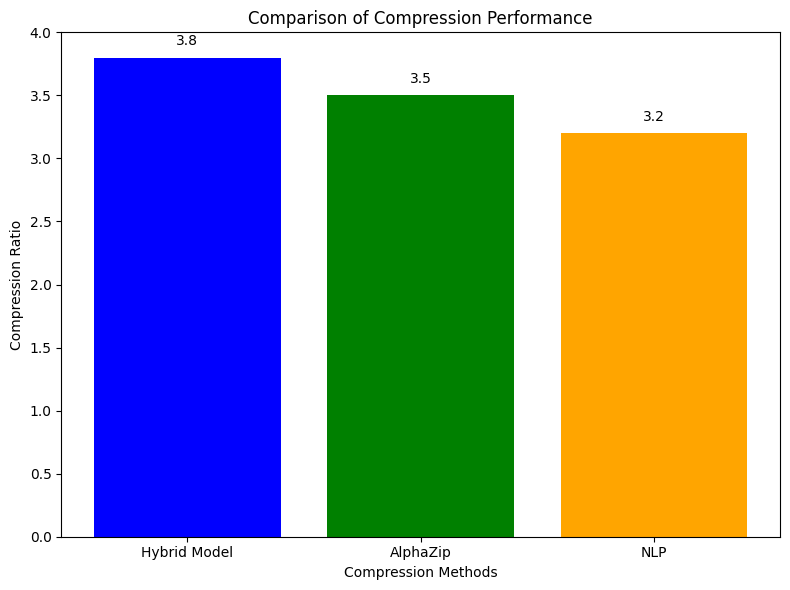 Comparison of Compression Performance
4.0
3.5
3.0
2.5
2.0
1.5
1.0
0.5
0.0
Compression Ratio
3.8
3.5
3.2
Hybrid Model
AlphaZip
NLP
Compression Methods